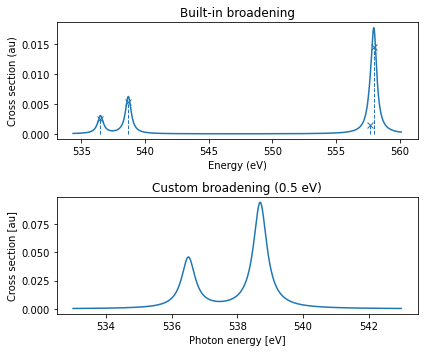 Built-in broadening
Cross section (au)
0.015
0.010
0.005
0.000
535 540 545 550 555 560
Energy (eV)
Custom broadening (0.5 eV)
Cross section [au]
0.075
0.050
0.025
0.000
534 536 538 540 542
Photon energy [eV]